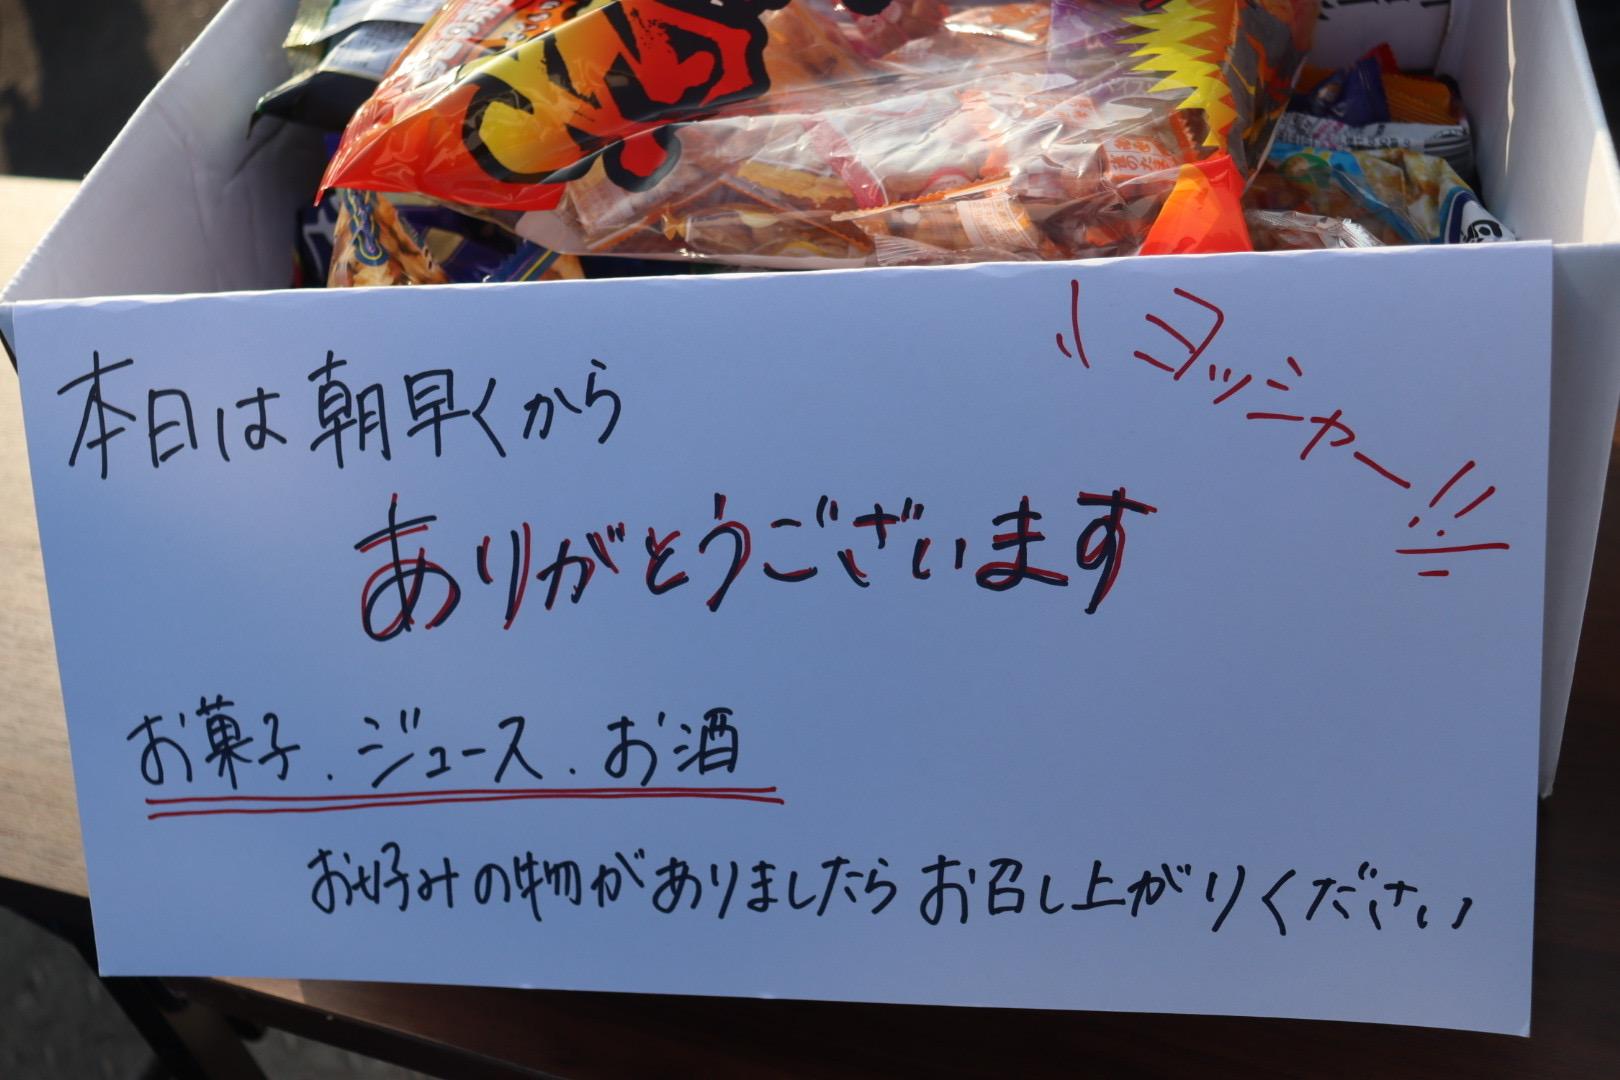 本日は朝早くから
ヨッシャー!!
ありがとうございます
お菓子.ジュース.お酒
お好みの物がありましたらお召し上がりください